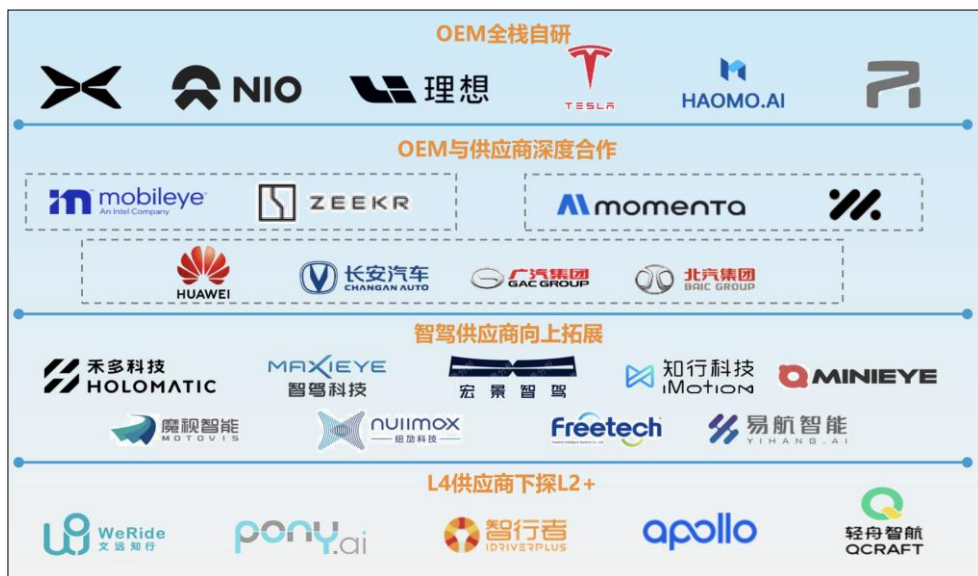 OEM全栈自研
NIO
理想
TESLA
HAOMO.AI
OEM与供应商深度合作
mobileye™
An Intel Company
ZEEKR
momenta
HUAWEI
长安汽车
CHANGAN AUTO
广汽集团
GAC GROUP
北汽集团
BAIC GROUP
智驾供应商向上拓展
禾多科技
HOLOMATIC
MAXIEYE
智驾科技
宏景智驾
知行科技
iMOTION
MINIEYE
魔视智能
MOTOVIS
nullmax
纽劢科技
Freetech
易航智能
YIHANG.AI
L4供应商下探L2+
WeRide
文远知行
pony.ai
智行者
IDRIVERPLUS
apollo
轻舟智航
QCRAFT